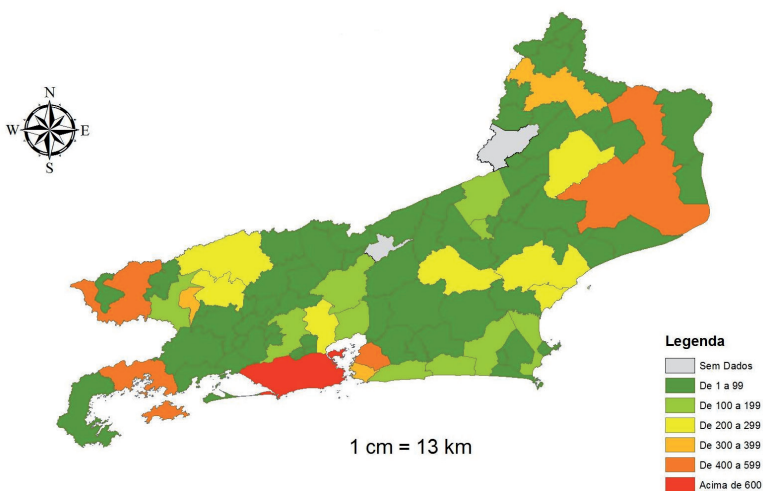 N
W E
S
1 cm = 13 km
Legenda
Sem Dados
De 1 a 99
De 100 a 199
De 200 a 299
De 300 a 399
De 400 a 599
Acima de 600